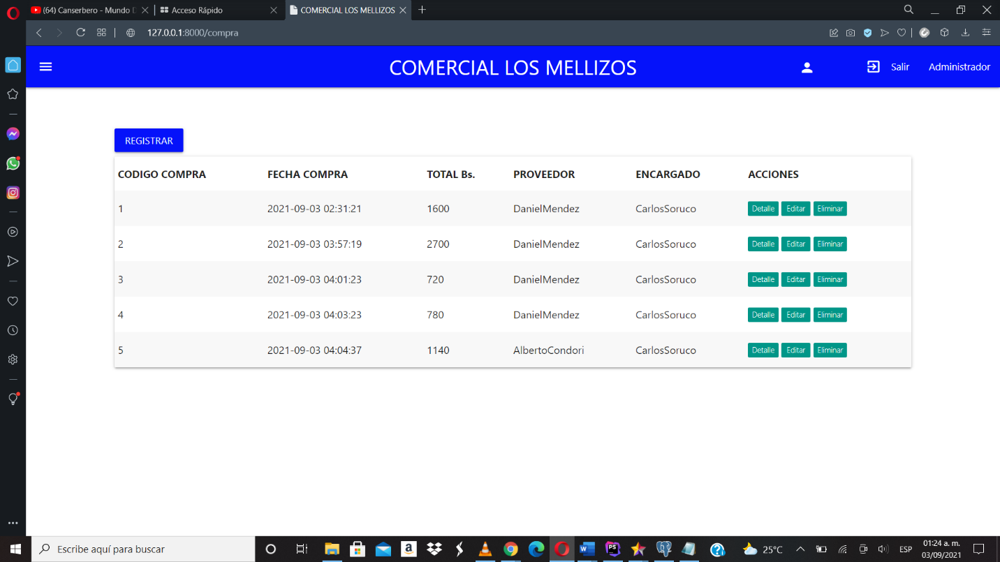 (64) Canserbero - Mundo D
Acceso Rápido
COMERCIAL LOS MELLIZOS
127.0.0.1:8000/compra
COMERCIAL LOS MELLIZOS
Salir
Administrador
REGISTRAR
CODIGO COMPRA FECHA COMPRA TOTAL Bs. PROVEEDOR ENCARGADO ACCIONES
1 2021-09-03 02:31:21 1600 DanielMendez CarlosSoruco Detalle Editar Eliminar
2 2021-09-03 03:57:19 2700 DanielMendez CarlosSoruco Detalle Editar Eliminar
3 2021-09-03 04:01:23 720 DanielMendez CarlosSoruco Detalle Editar Eliminar
4 2021-09-03 04:03:23 780 DanielMendez CarlosSoruco Detalle Editar Eliminar
5 2021-09-03 04:04:37 1140 AlbertoCondori CarlosSoruco Detalle Editar Eliminar
Escribe aquí para buscar
25°C
ESP
01:24 a. m.
03/09/2021